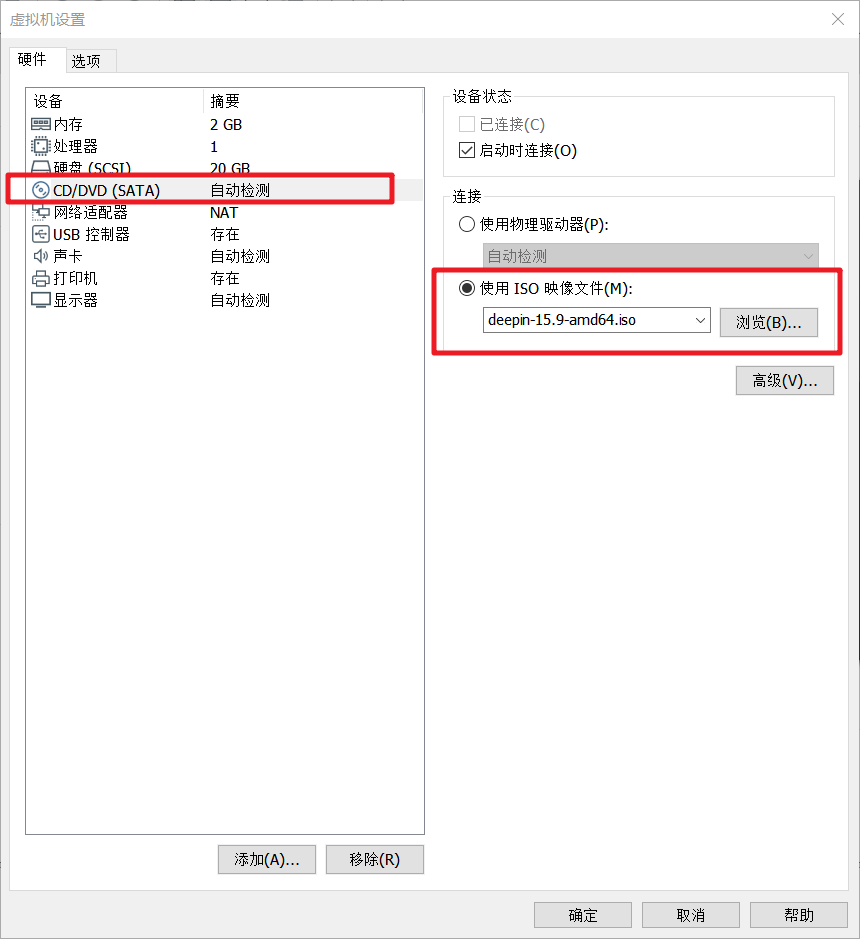 虚拟机设置
硬件 选项
设备 摘要
内存 2 GB
处理器 1
硬盘 (SCSI) 20 GB
CD/DVD (SATA) 自动检测
网络适配器 NAT
USB 控制器 存在
声卡 自动检测
打印机 存在
显示器 自动检测
添加(A)... 移除(R)
设备状态
已连接(C)
启动时连接(O)
连接
使用物理驱动器(P):
自动检测
使用 ISO 映像文件(M):
deepin-15.9-amd64.iso 浏览(B)...
高级(V)...
确定 取消 帮助